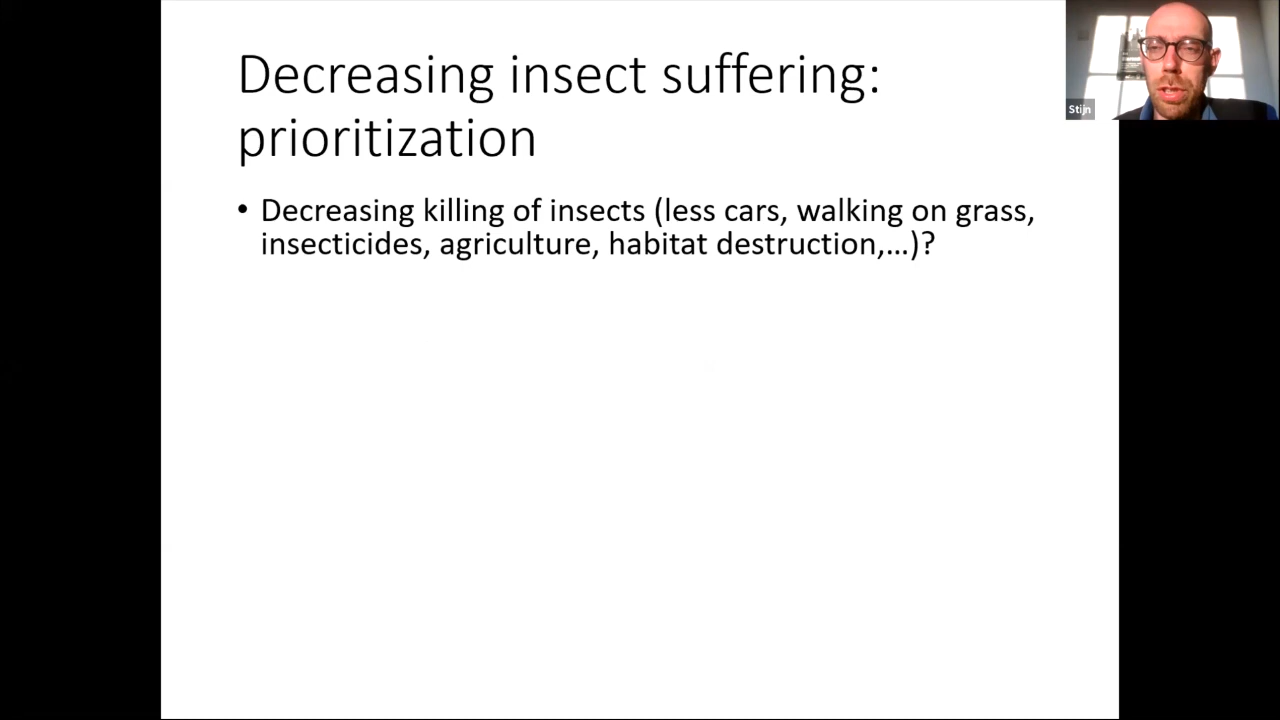 Decreasing insect suffering:
prioritization
• Decreasing killing of insects (less cars, walking on grass,
insecticides, agriculture, habitat destruction,…)?
Stijn